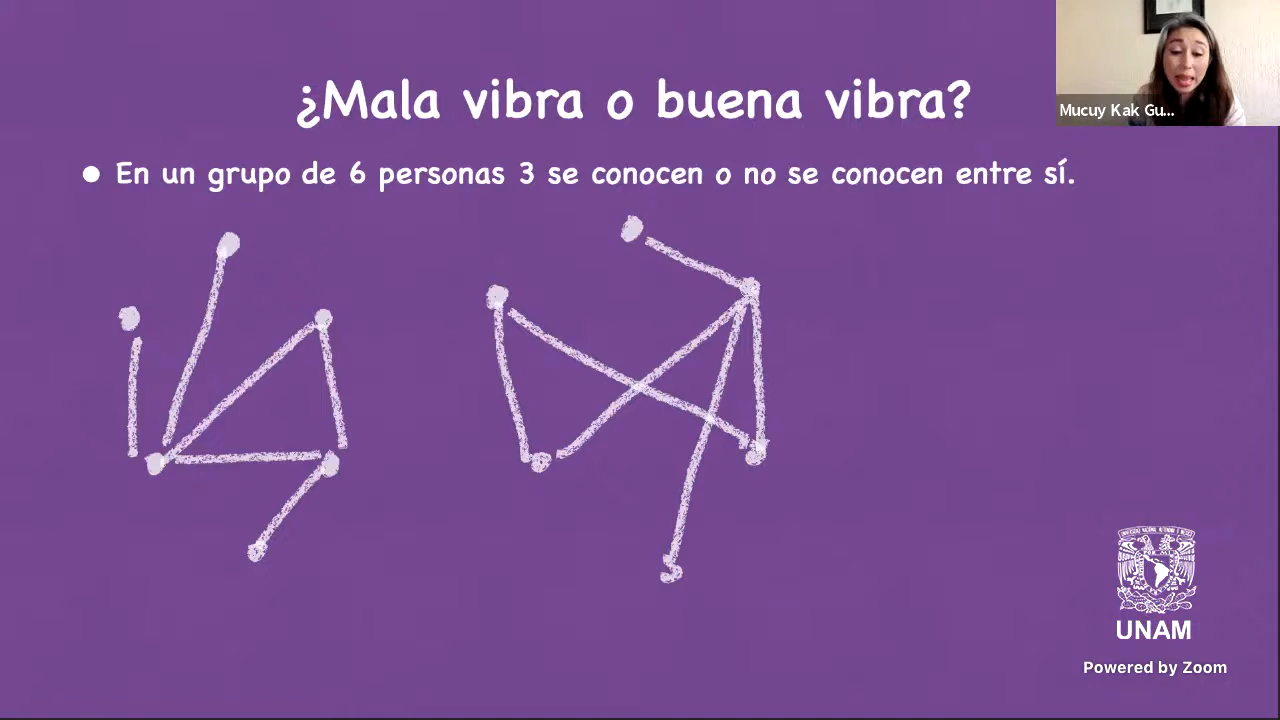 ¿Mala vibra o buena vibra?
Mucuy Kak Gu...
● En un grupo de 6 personas 3 se conocen o no se conocen entre sí.
UNAM
Powered by Zoom